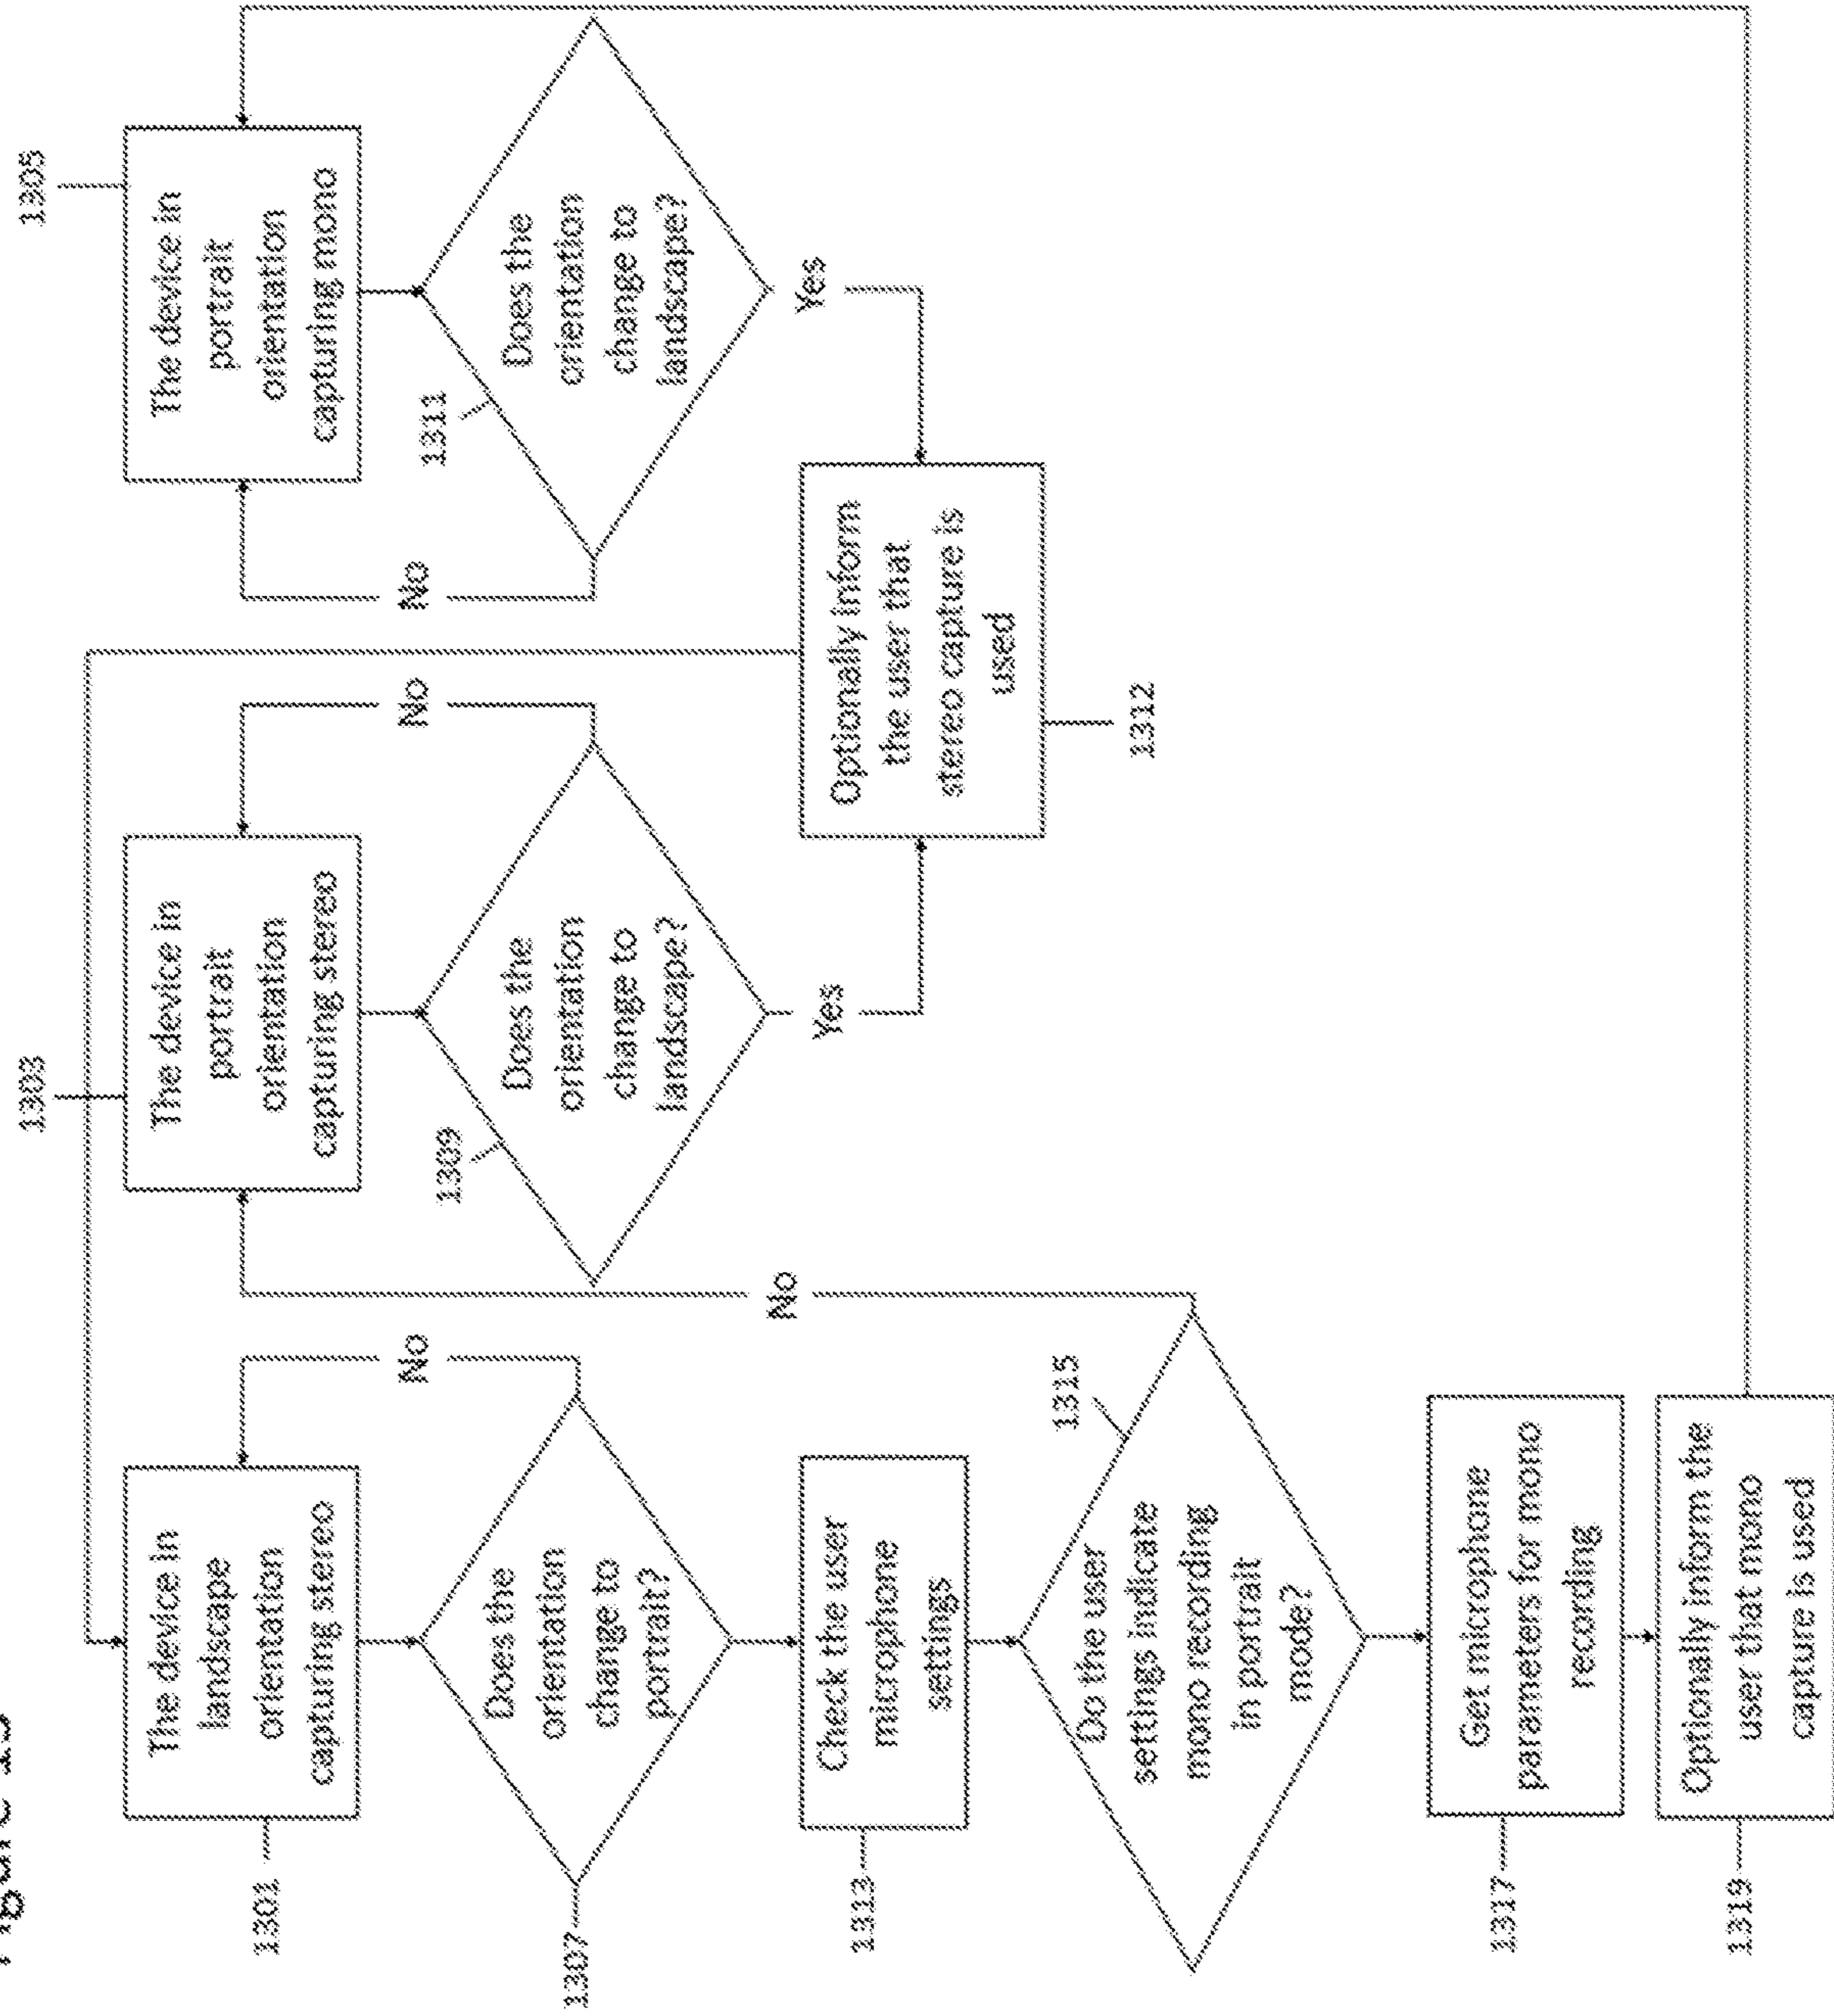 Figure 13
1301
The device in
landscape
orientation
capturing stereo
1307
Does the
orientation
change to
portrait?
No
1313
Check the user
microphone
settings
1315
Do the user
settings indicate
mono recording
in portrait
mode?
No
1317
Get microphone
parameters for mono
recording
1319
Optionally inform the
user that mono
capture is used
1303
The device in
portrait
orientation
capturing stereo
1309
Does the
orientation
change to
landscape?
No
Yes
1312
Optionally inform
the user that
stereo capture is
used
1305
The device in
portrait
orientation
capturing mono
1311
Does the
orientation
change to
landscape?
No
Yes